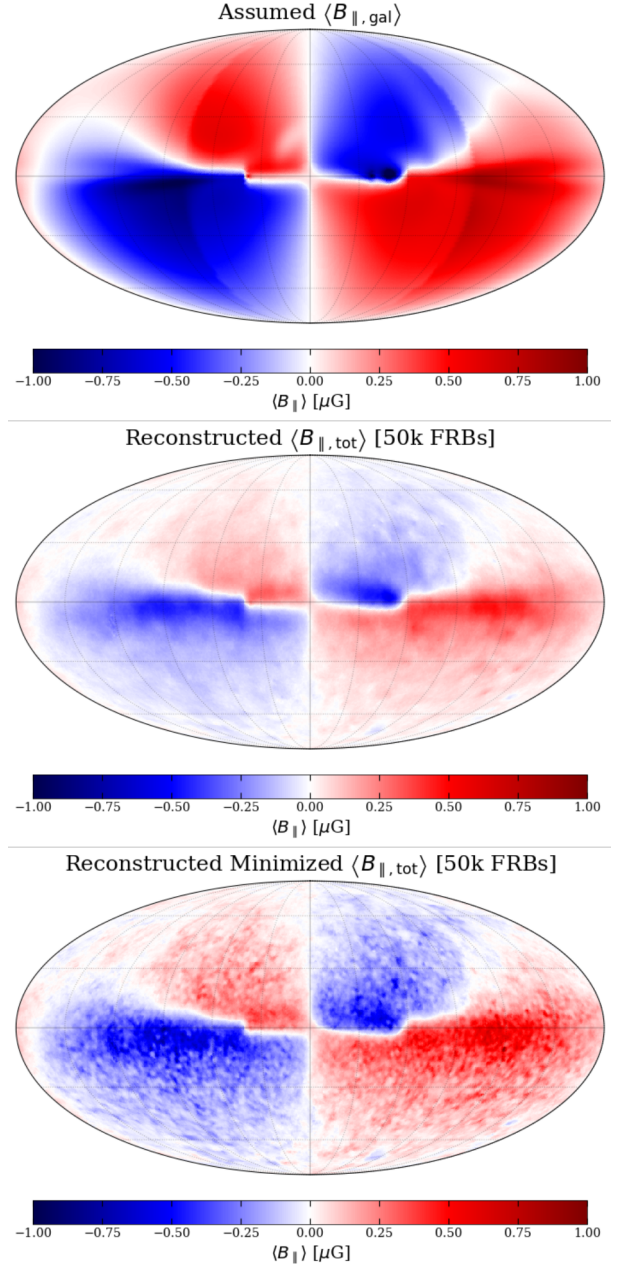 Assumed ⟨B∥,gal⟩
−1.00 −0.75 −0.50 −0.25 0.00 0.25 0.50 0.75 1.00
⟨B∥⟩ [μG]
Reconstructed ⟨B∥,tot⟩ [50k FRBs]
−1.00 −0.75 −0.50 −0.25 0.00 0.25 0.50 0.75 1.00
⟨B∥⟩ [μG]
Reconstructed Minimized ⟨B∥,tot⟩ [50k FRBs]
−1.00 −0.75 −0.50 −0.25 0.00 0.25 0.50 0.75 1.00
⟨B∥⟩ [μG]